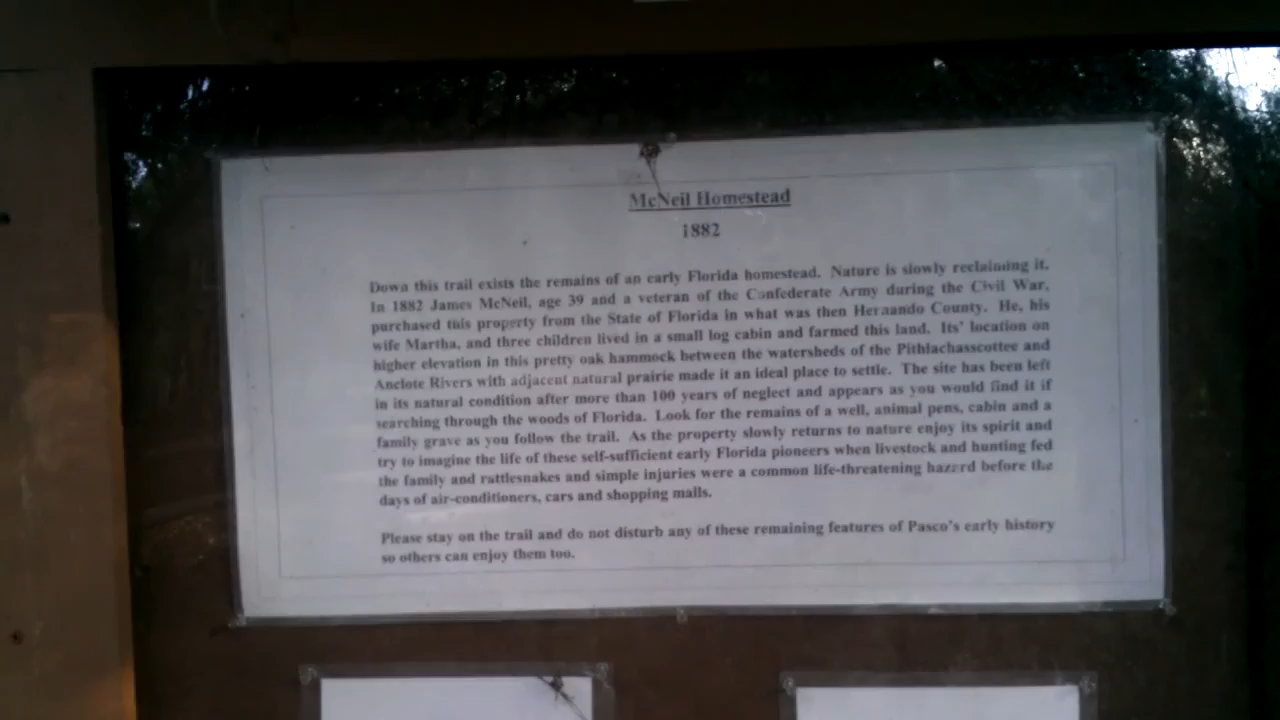 McNeil Homestead
1882
Down this trail exists the remains of an early Florida homestead. Nature is slowly reclaiming it.
In 1882 James McNeil, age 39 and a veteran of the Confederate Army during the Civil War,
purchased this property from the State of Florida in what was then Hernando County. He, his
wife Martha, and three children lived in a small log cabin and farmed this land. Its' location on
higher elevation in this pretty oak hammock between the watersheds of the Pithlachasscottee and
Anclote Rivers with adjacent natural prairie made it an ideal place to settle. The site has been left
in its natural condition after more than 100 years of neglect and appears as you would find it if
searching through the woods of Florida. Look for the remains of a well, animal pens, cabin and a
family grave as you follow the trail. As the property slowly returns to nature enjoy its spirit and
try to imagine the life of these self-sufficient early Florida pioneers when livestock and hunting fed
the family and rattlesnakes and simple injuries were a common life-threatening hazard before the
days of air-conditioners, cars and shopping malls.
Please stay on the trail and do not disturb any of these remaining features of Pasco's early history
so others can enjoy them too.